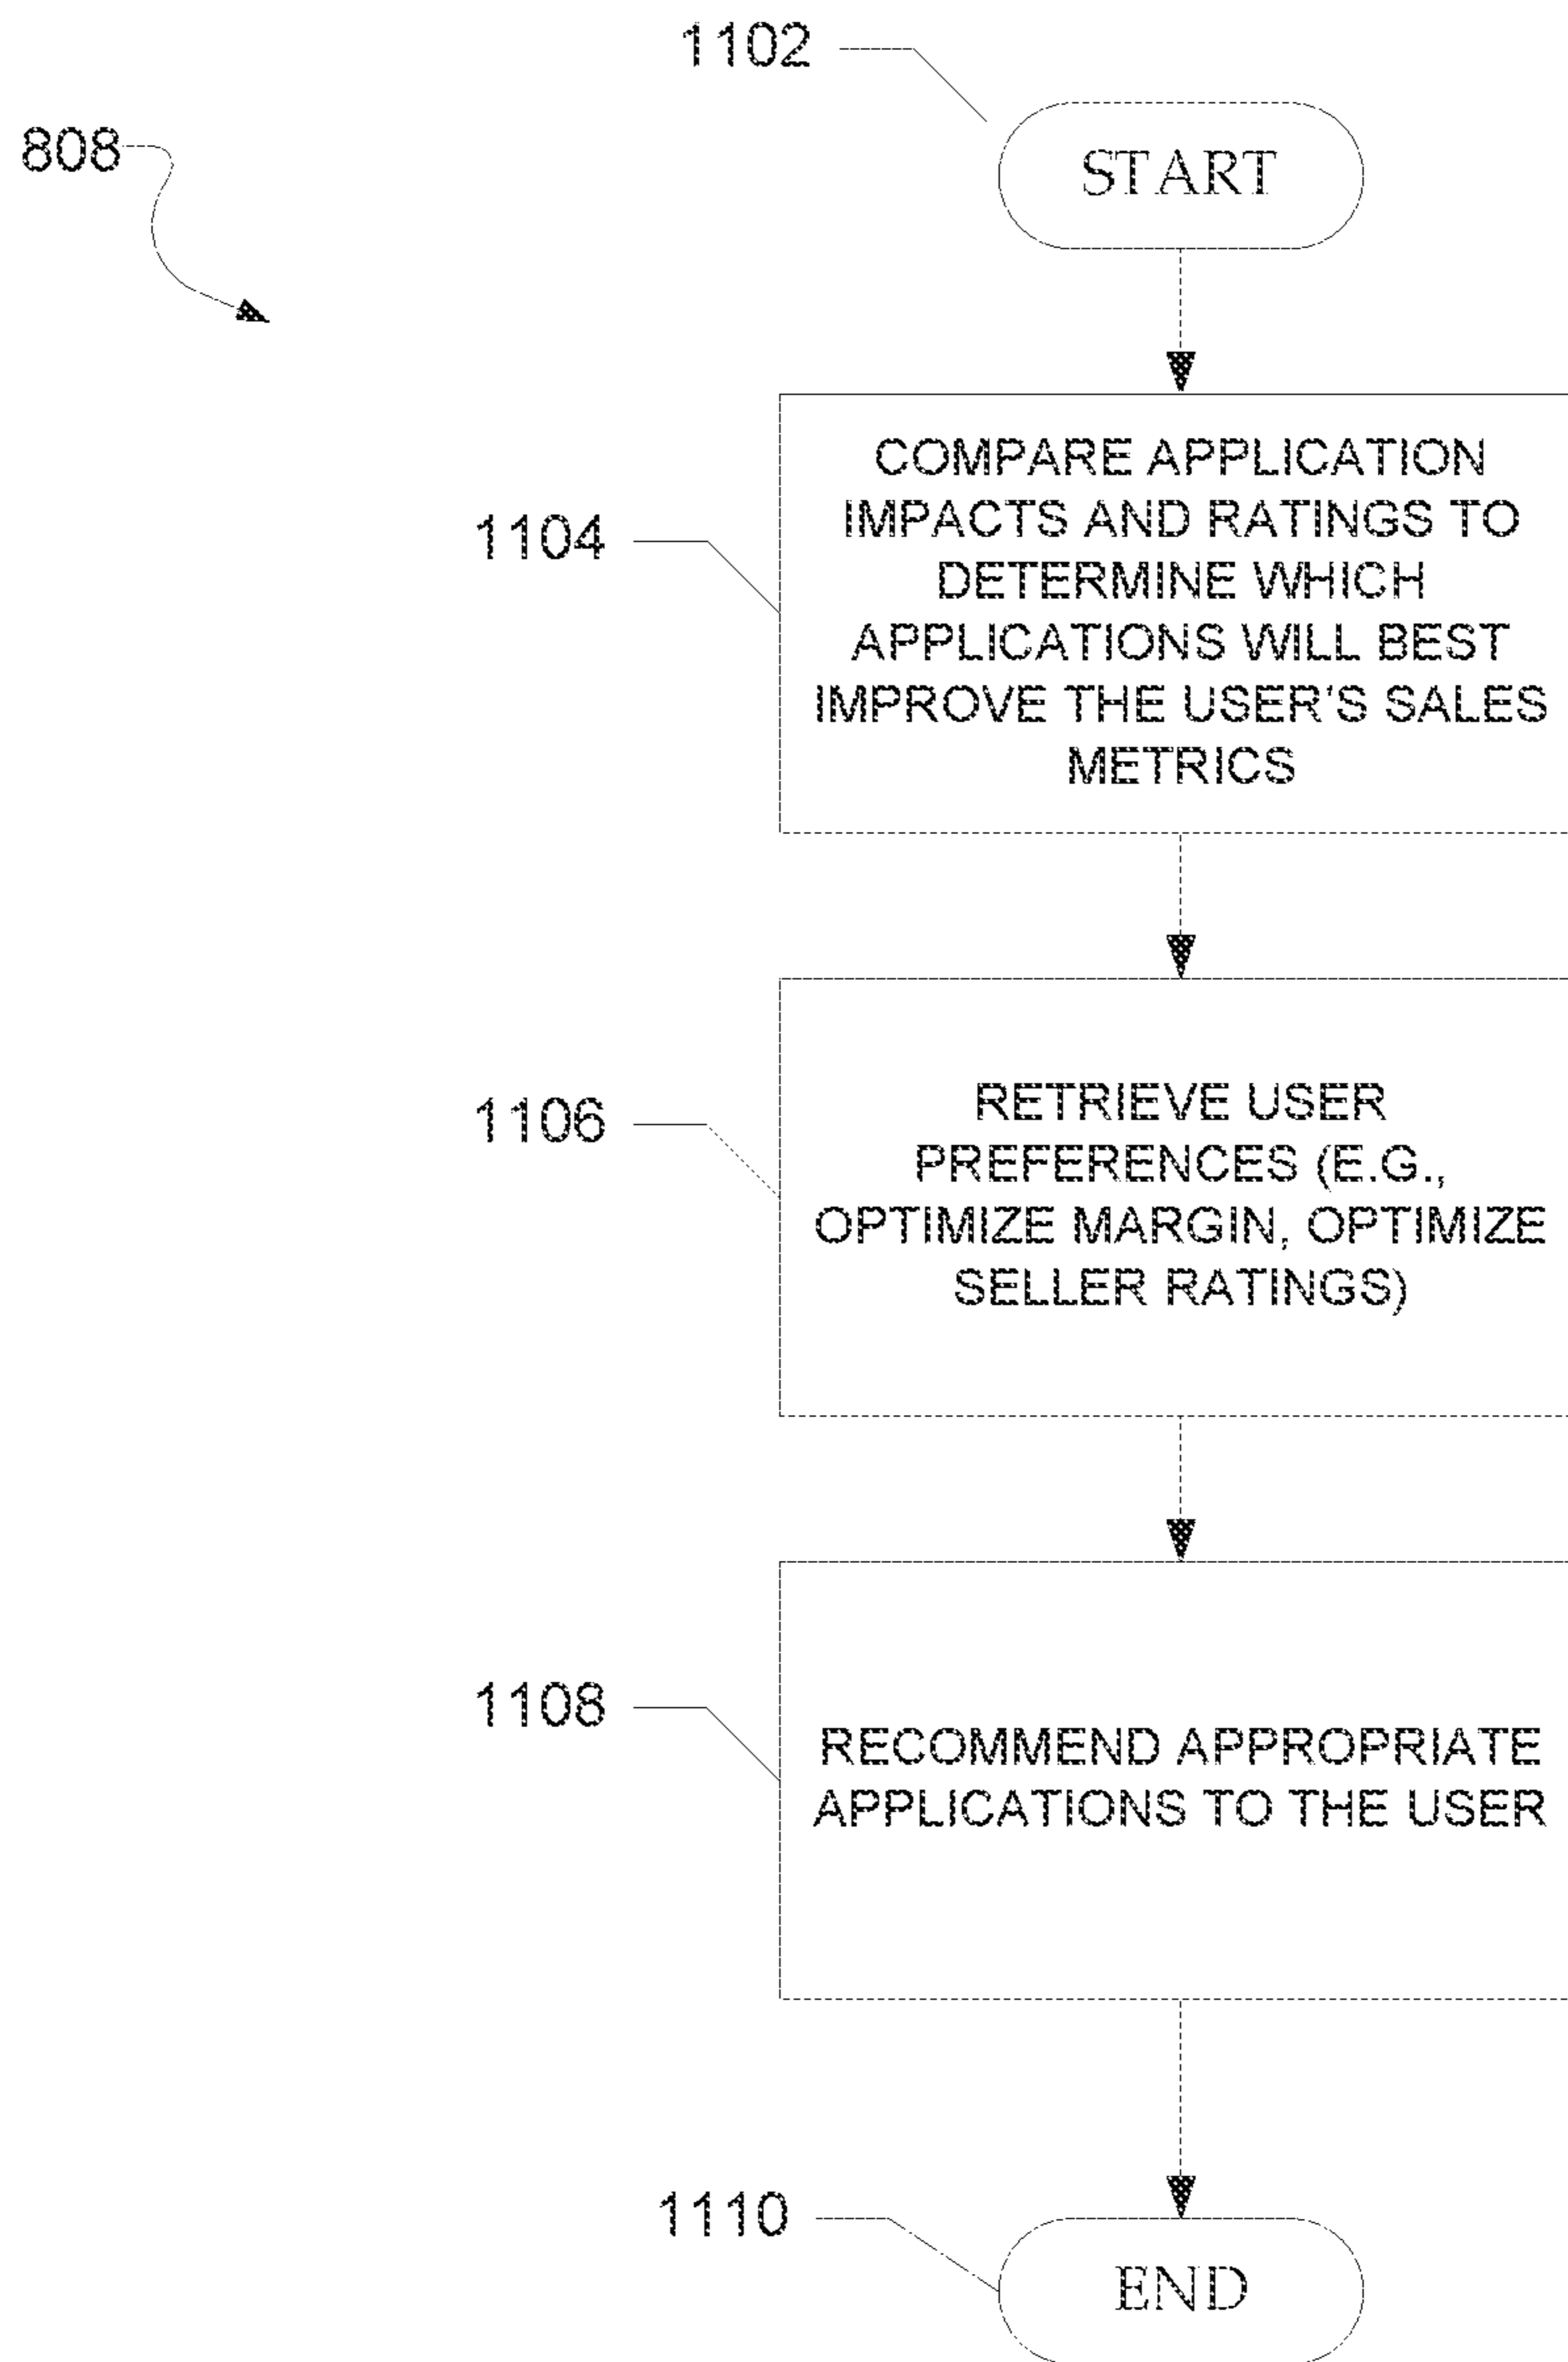 1102
808
START
1104
COMPARE APPLICATION
IMPACTS AND RATINGS TO
DETERMINE WHICH
APPLICATIONS WILL BEST
IMPROVE THE USER'S SALES
METRICS
1106
RETRIEVE USER
PREFERENCES (E.G.,
OPTIMIZE MARGIN, OPTIMIZE
SELLER RATINGS)
1108
RECOMMEND APPROPRIATE
APPLICATIONS TO THE USER
1110
END